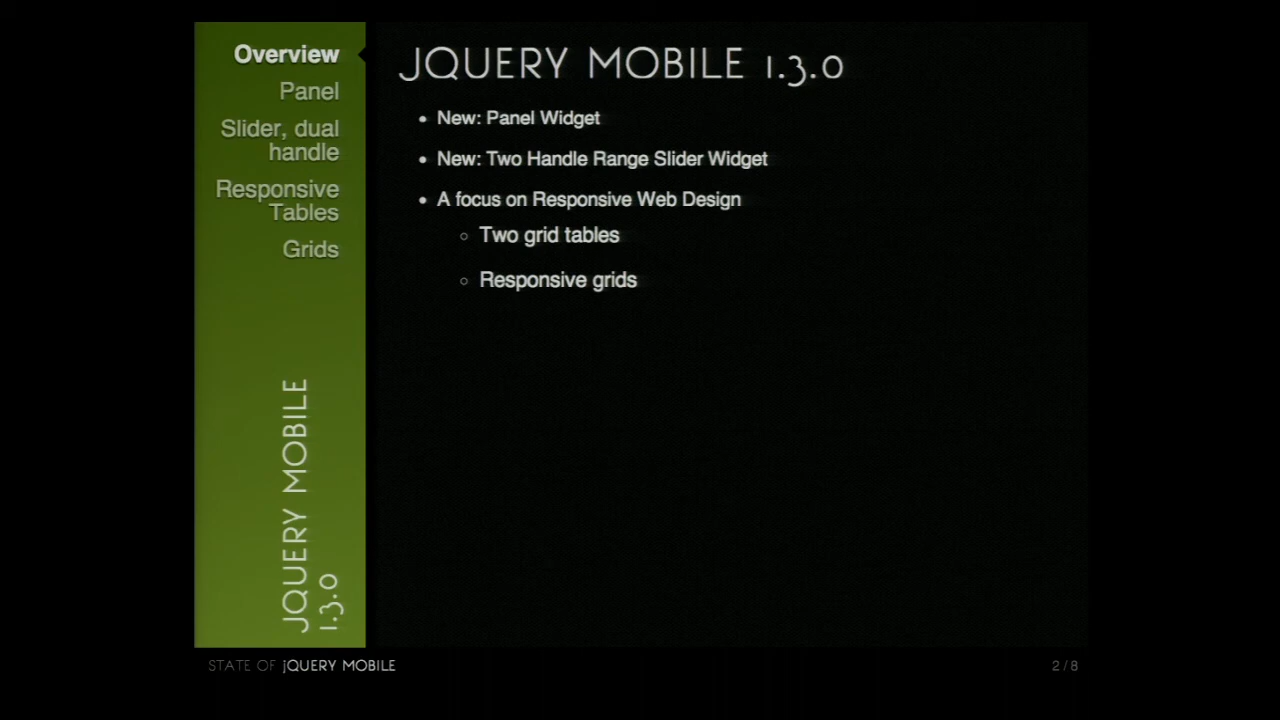 Overview
Panel
Slider, dual
handle
Responsive
Tables
Grids
JQUERY MOBILE
1.3.0
JQUERY MOBILE 1.3.0
New: Panel Widget
New: Two Handle Range Slider Widget
A focus on Responsive Web Design
Two grid tables
Responsive grids
STATE OF jQUERY MOBILE
2 / 8